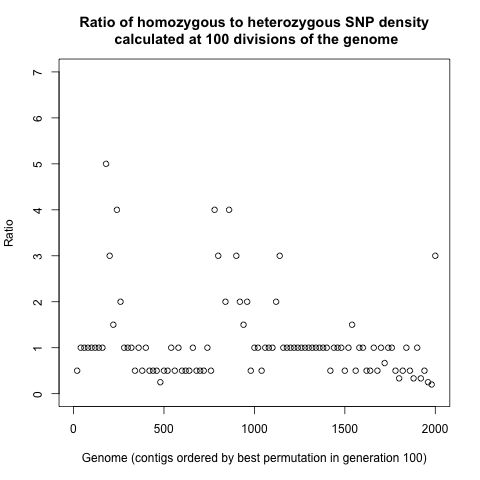 Ratio of homozygous to heterozygous SNP density
calculated at 100 divisions of the genome
7
6
5
4
3
2
1
0
Ratio
0 500 1000 1500 2000
Genome (contigs ordered by best permutation in generation 100)